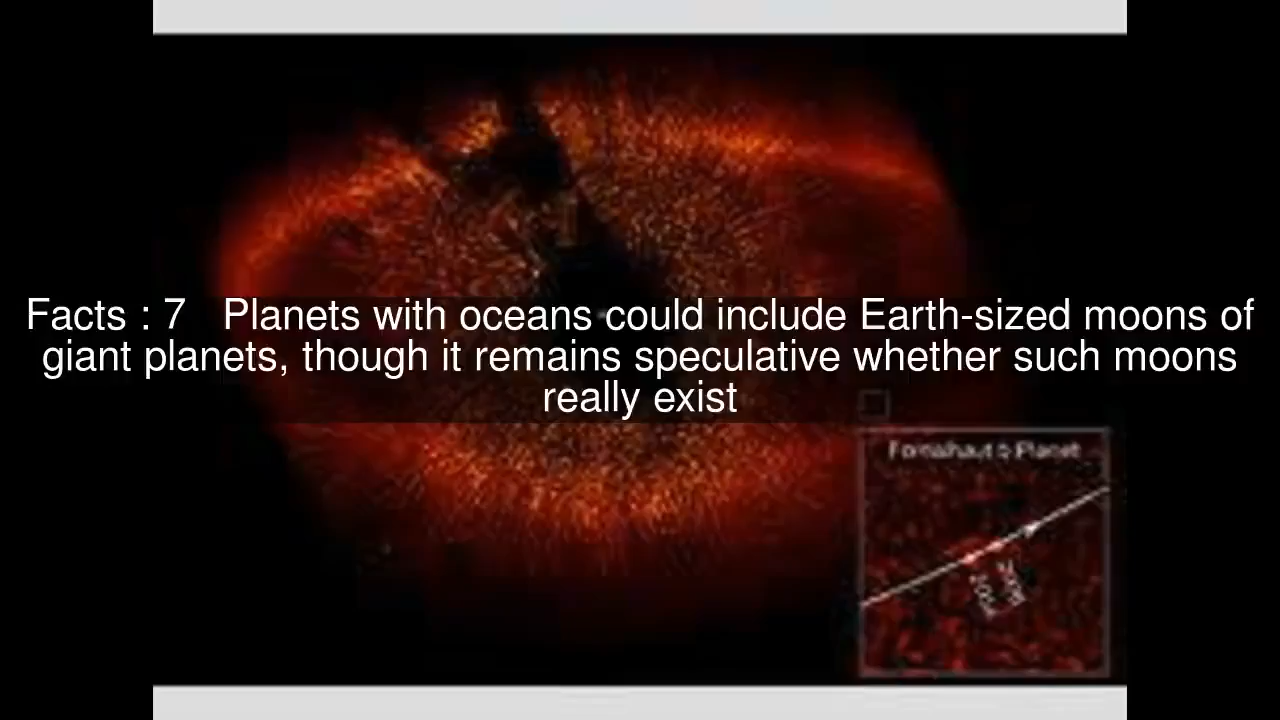 Facts : 7 Planets with oceans could include Earth-sized moons of
giant planets, though it remains speculative whether such moons
really exist
Fomalhaut b Planet